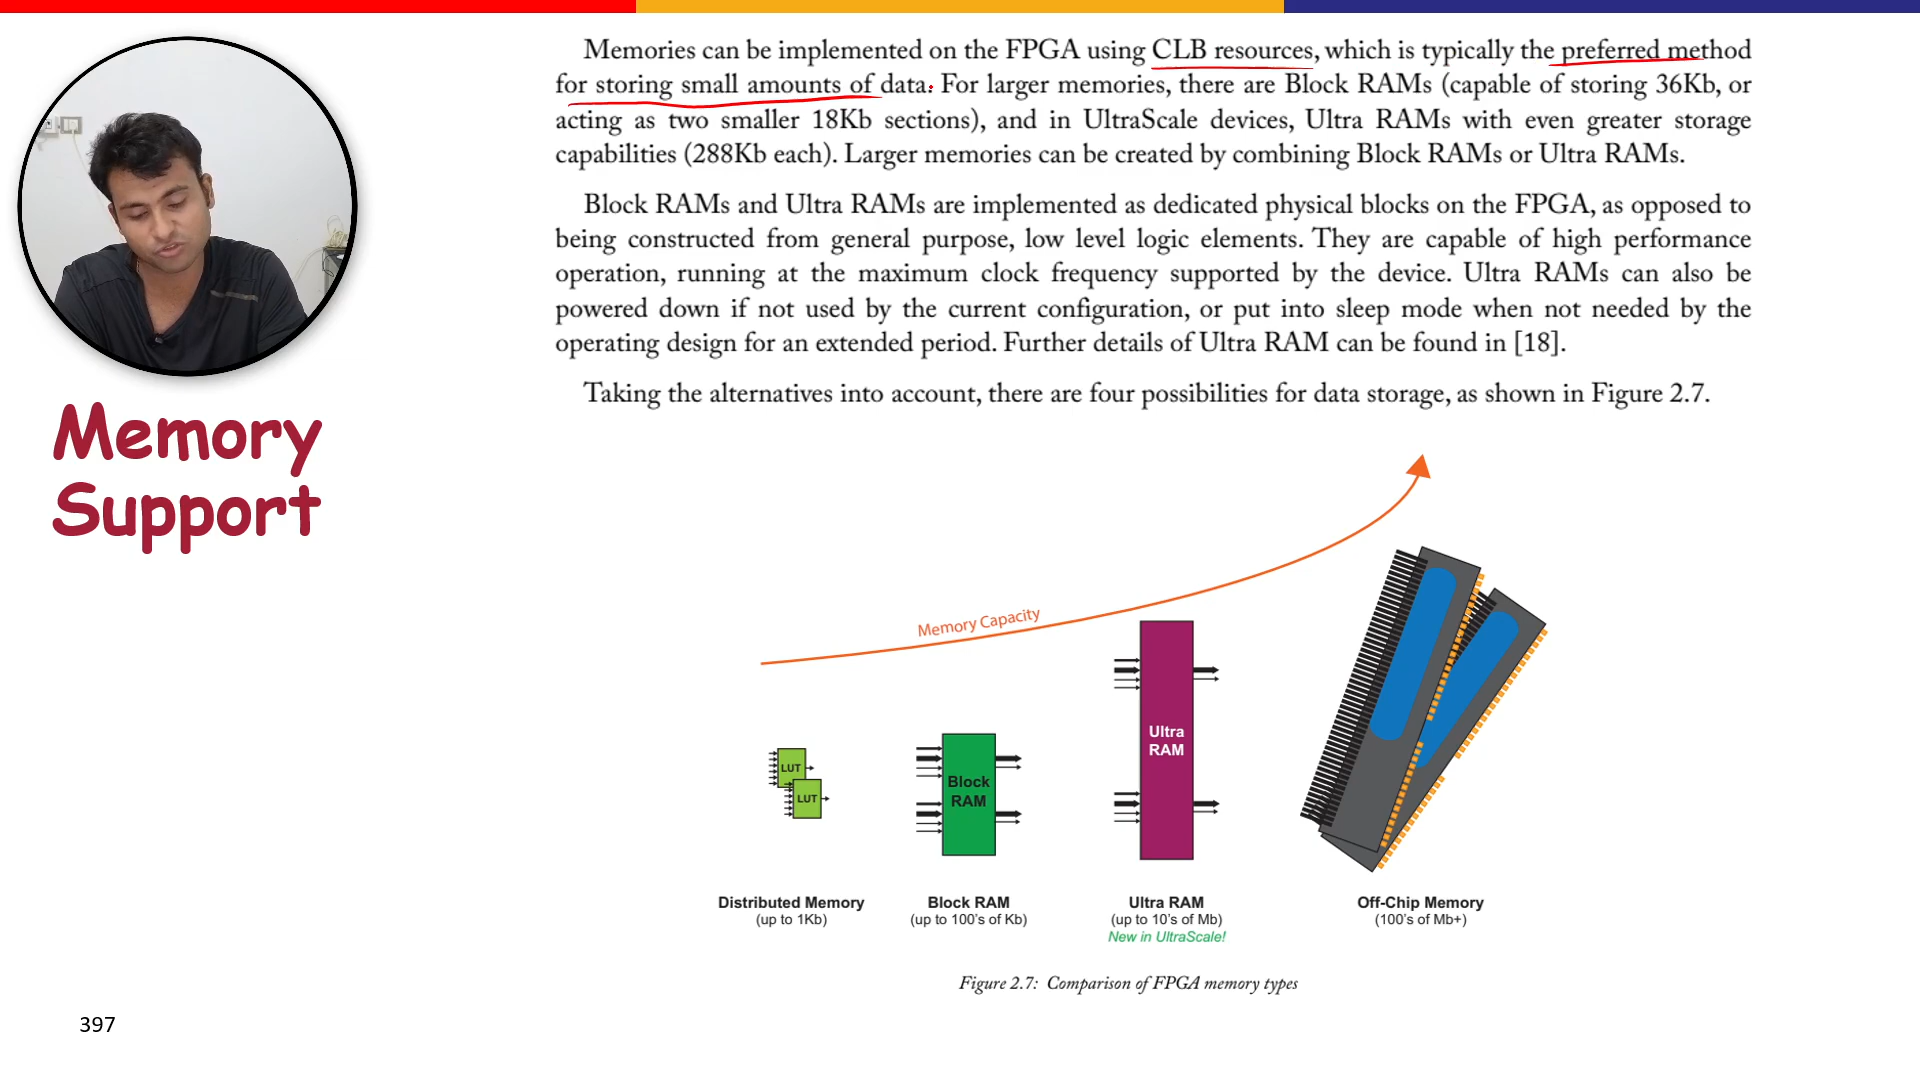 Memories can be implemented on the FPGA using CLB resources, which is typically the preferred method
for storing small amounts of data. For larger memories, there are Block RAMs (capable of storing 36Kb, or
acting as two smaller 18Kb sections), and in UltraScale devices, Ultra RAMs with even greater storage
capabilities (288Kb each). Larger memories can be created by combining Block RAMs or Ultra RAMs.
Block RAMs and Ultra RAMs are implemented as dedicated physical blocks on the FPGA, as opposed to
being constructed from general purpose, low level logic elements. They are capable of high performance
operation, running at the maximum clock frequency supported by the device. Ultra RAMs can also be
powered down if not used by the current configuration, or put into sleep mode when not needed by the
operating design for an extended period. Further details of Ultra RAM can be found in [18].
Taking the alternatives into account, there are four possibilities for data storage, as shown in Figure 2.7.
Memory
Support
Memory Capacity
LUT
LUT
Block
RAM
Ultra
RAM
Distributed Memory
(up to 1Kb)
Block RAM
(up to 100's of Kb)
Ultra RAM
(up to 10's of Mb)
New in UltraScale!
Off-Chip Memory
(100's of Mb+)
Figure 2.7: Comparison of FPGA memory types
397